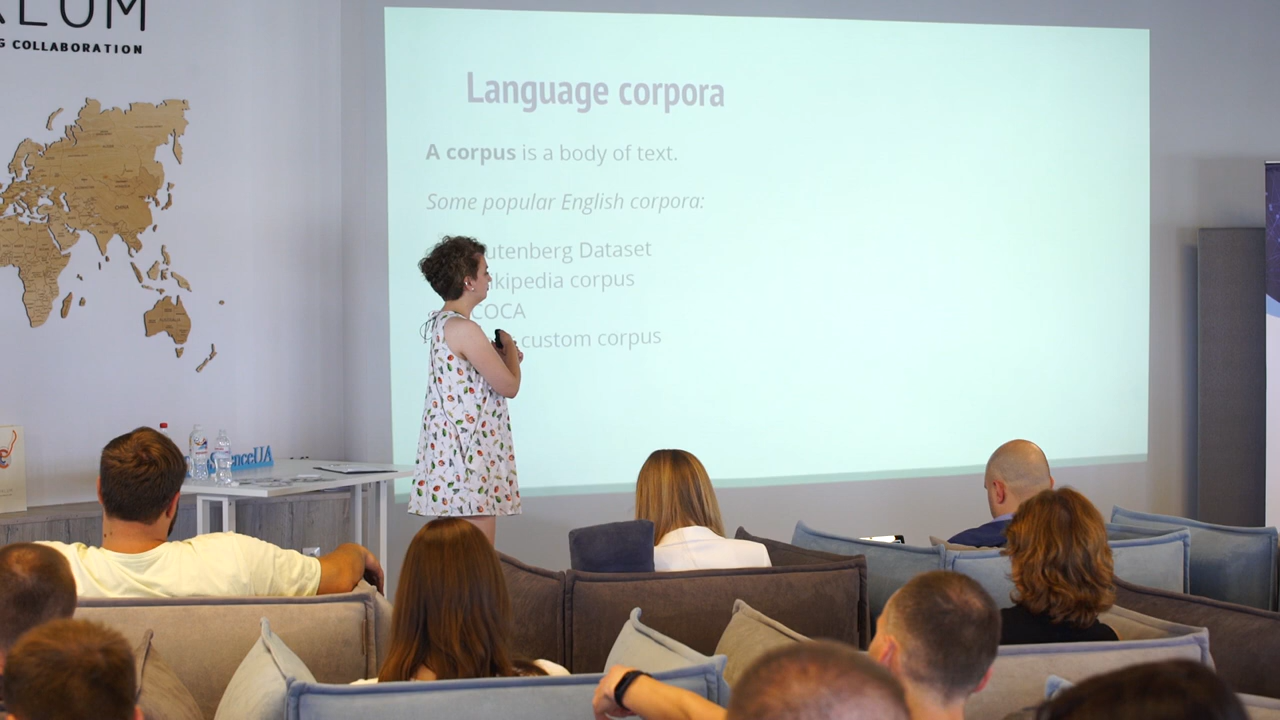 COLLABORATION
Language corpora
A corpus is a body of text.
Some popular English corpora:
utenberg Dataset
kipedia corpus
COCA
custom corpus